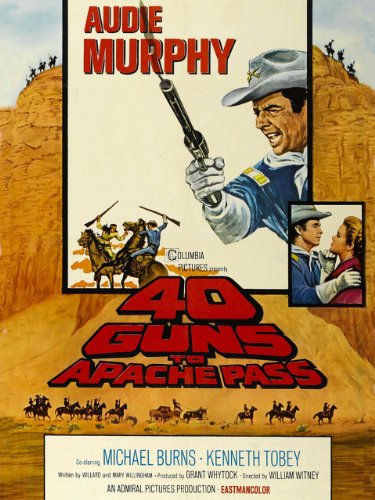 AUDIE
MURPHY
COLUMBIA
PICTURES presents
40
GUNS
TO
APACHE PASS
Co-starring MICHAEL BURNS · KENNETH TOBEY
Written by WILLARD and MARY WILLINGHAM · Produced by GRANT WHYTOCK · Directed by WILLIAM WITNEY
AN ADMIRAL PICTURES PRODUCTION · EASTMANCOLOR